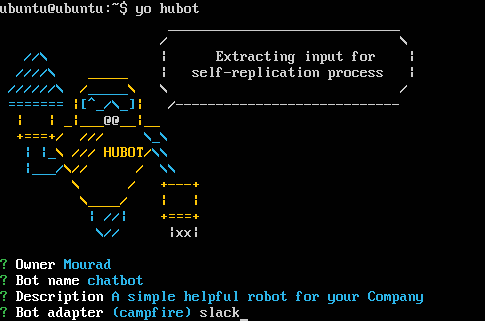 ubuntu@ubuntu:~$ yo hubot
Extracting input for
self-replication process
HUBOT
? Owner Mourad
? Bot name chatbot
? Description A simple helpful robot for your Company
? Bot adapter (campfire) slack_